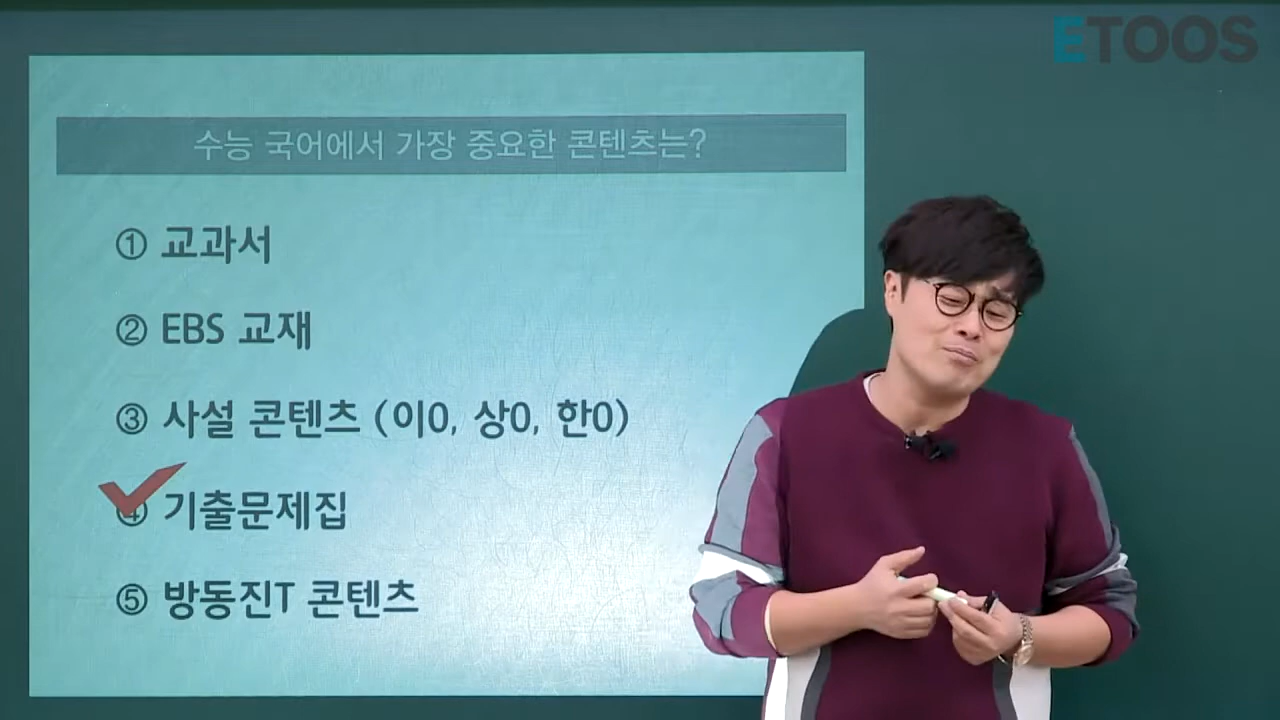 ETOOS
수능 국어에서 가장 중요한 콘텐츠는?
① 교과서
② EBS 교재
③ 사설 콘텐츠 (이0, 상0, 한0)
④ 기출문제집
⑤ 방동진T 콘텐츠